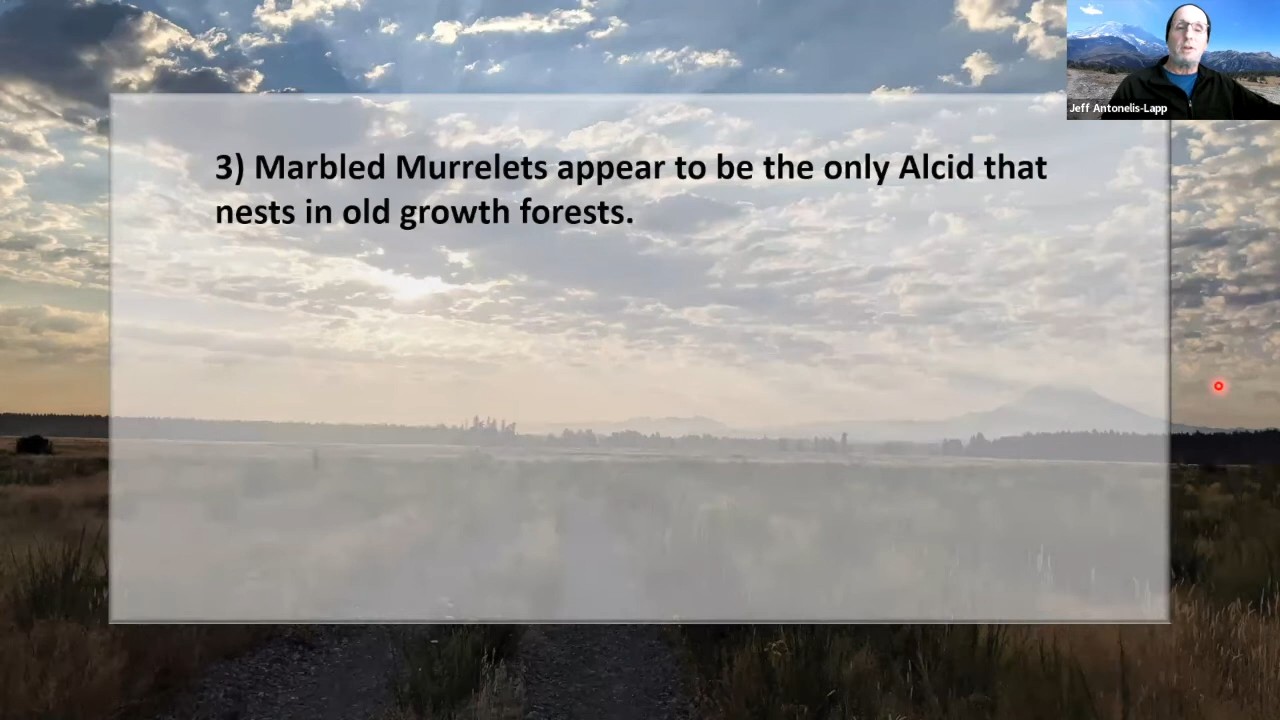 Jeff Antonelis-Lapp
3) Marbled Murrelets appear to be the only Alcid that
nests in old growth forests.